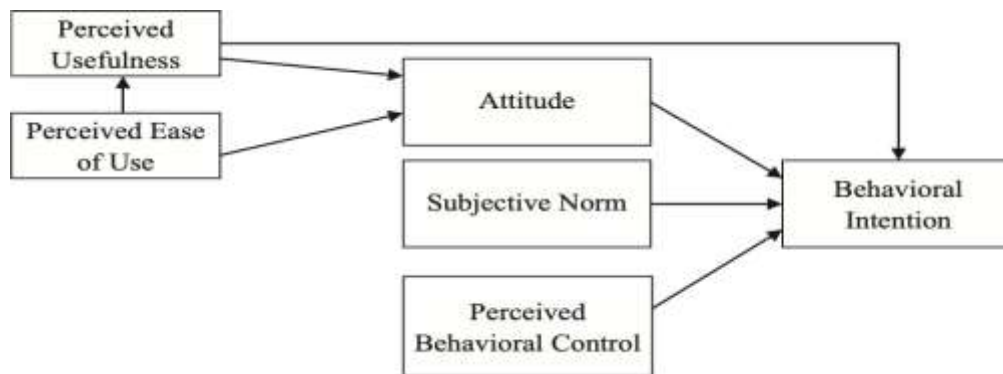 Perceived
Usefulness
Perceived Ease
of Use
Attitude
Subjective Norm
Perceived
Behavioral Control
Behavioral
Intention